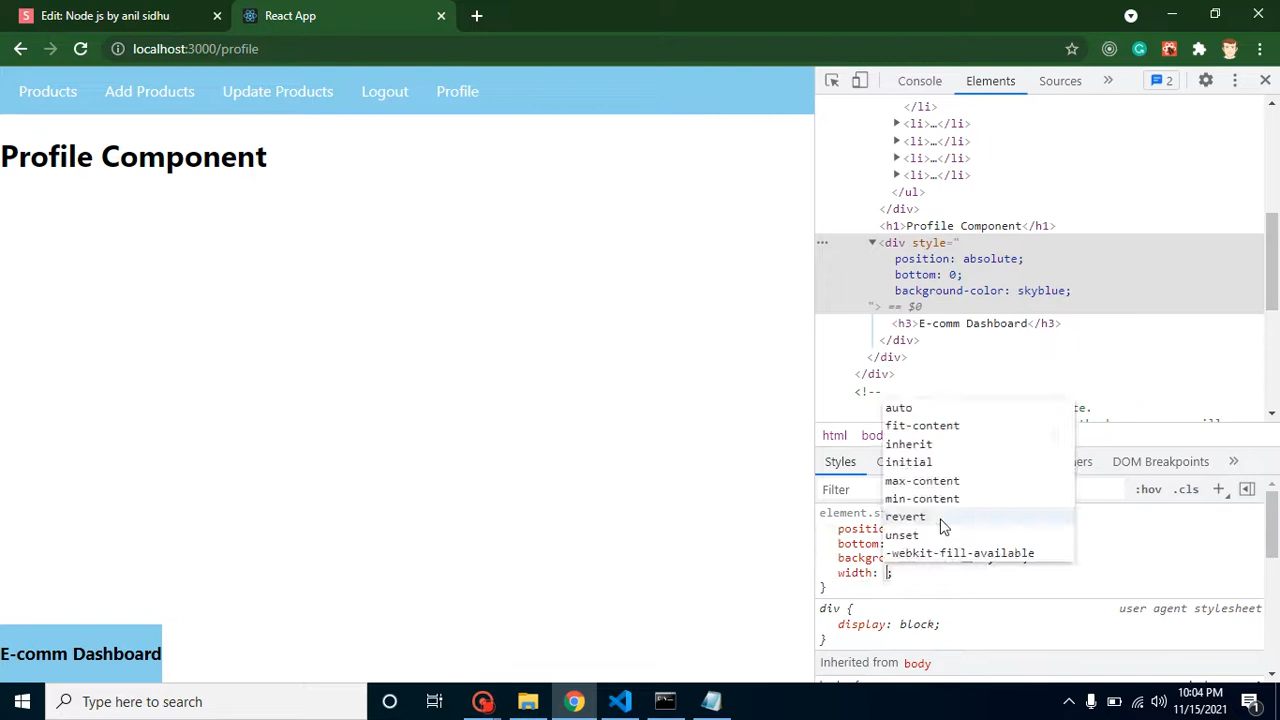 Edit: Node js by anil sidhu
React App
localhost:3000/profile
Products Add Products Update Products Logout Profile
Profile Component
E-comm Dashboard
Console Elements Sources 2
</li>
<li>…</li>
<li>…</li>
<li>…</li>
<li>…</li>
</ul>
</div>
<h1>Profile Component</h1>
<div style="
position: absolute;
bottom: 0;
background-color: skyblue;
"> == $0
<h3>E-comm Dashboard</h3>
</div>
</div>
</div>
<!--
html
Styles DOM Breakpoints
Filter :hov .cls
auto
fit-content
inherit
initial
max-content
min-content
revert
unset
-webkit-fill-available
bottom:
width: ;
}
div { user agent stylesheet
display: block;
}
Inherited from body
Type here to search
10:04 PM
11/15/2021
1